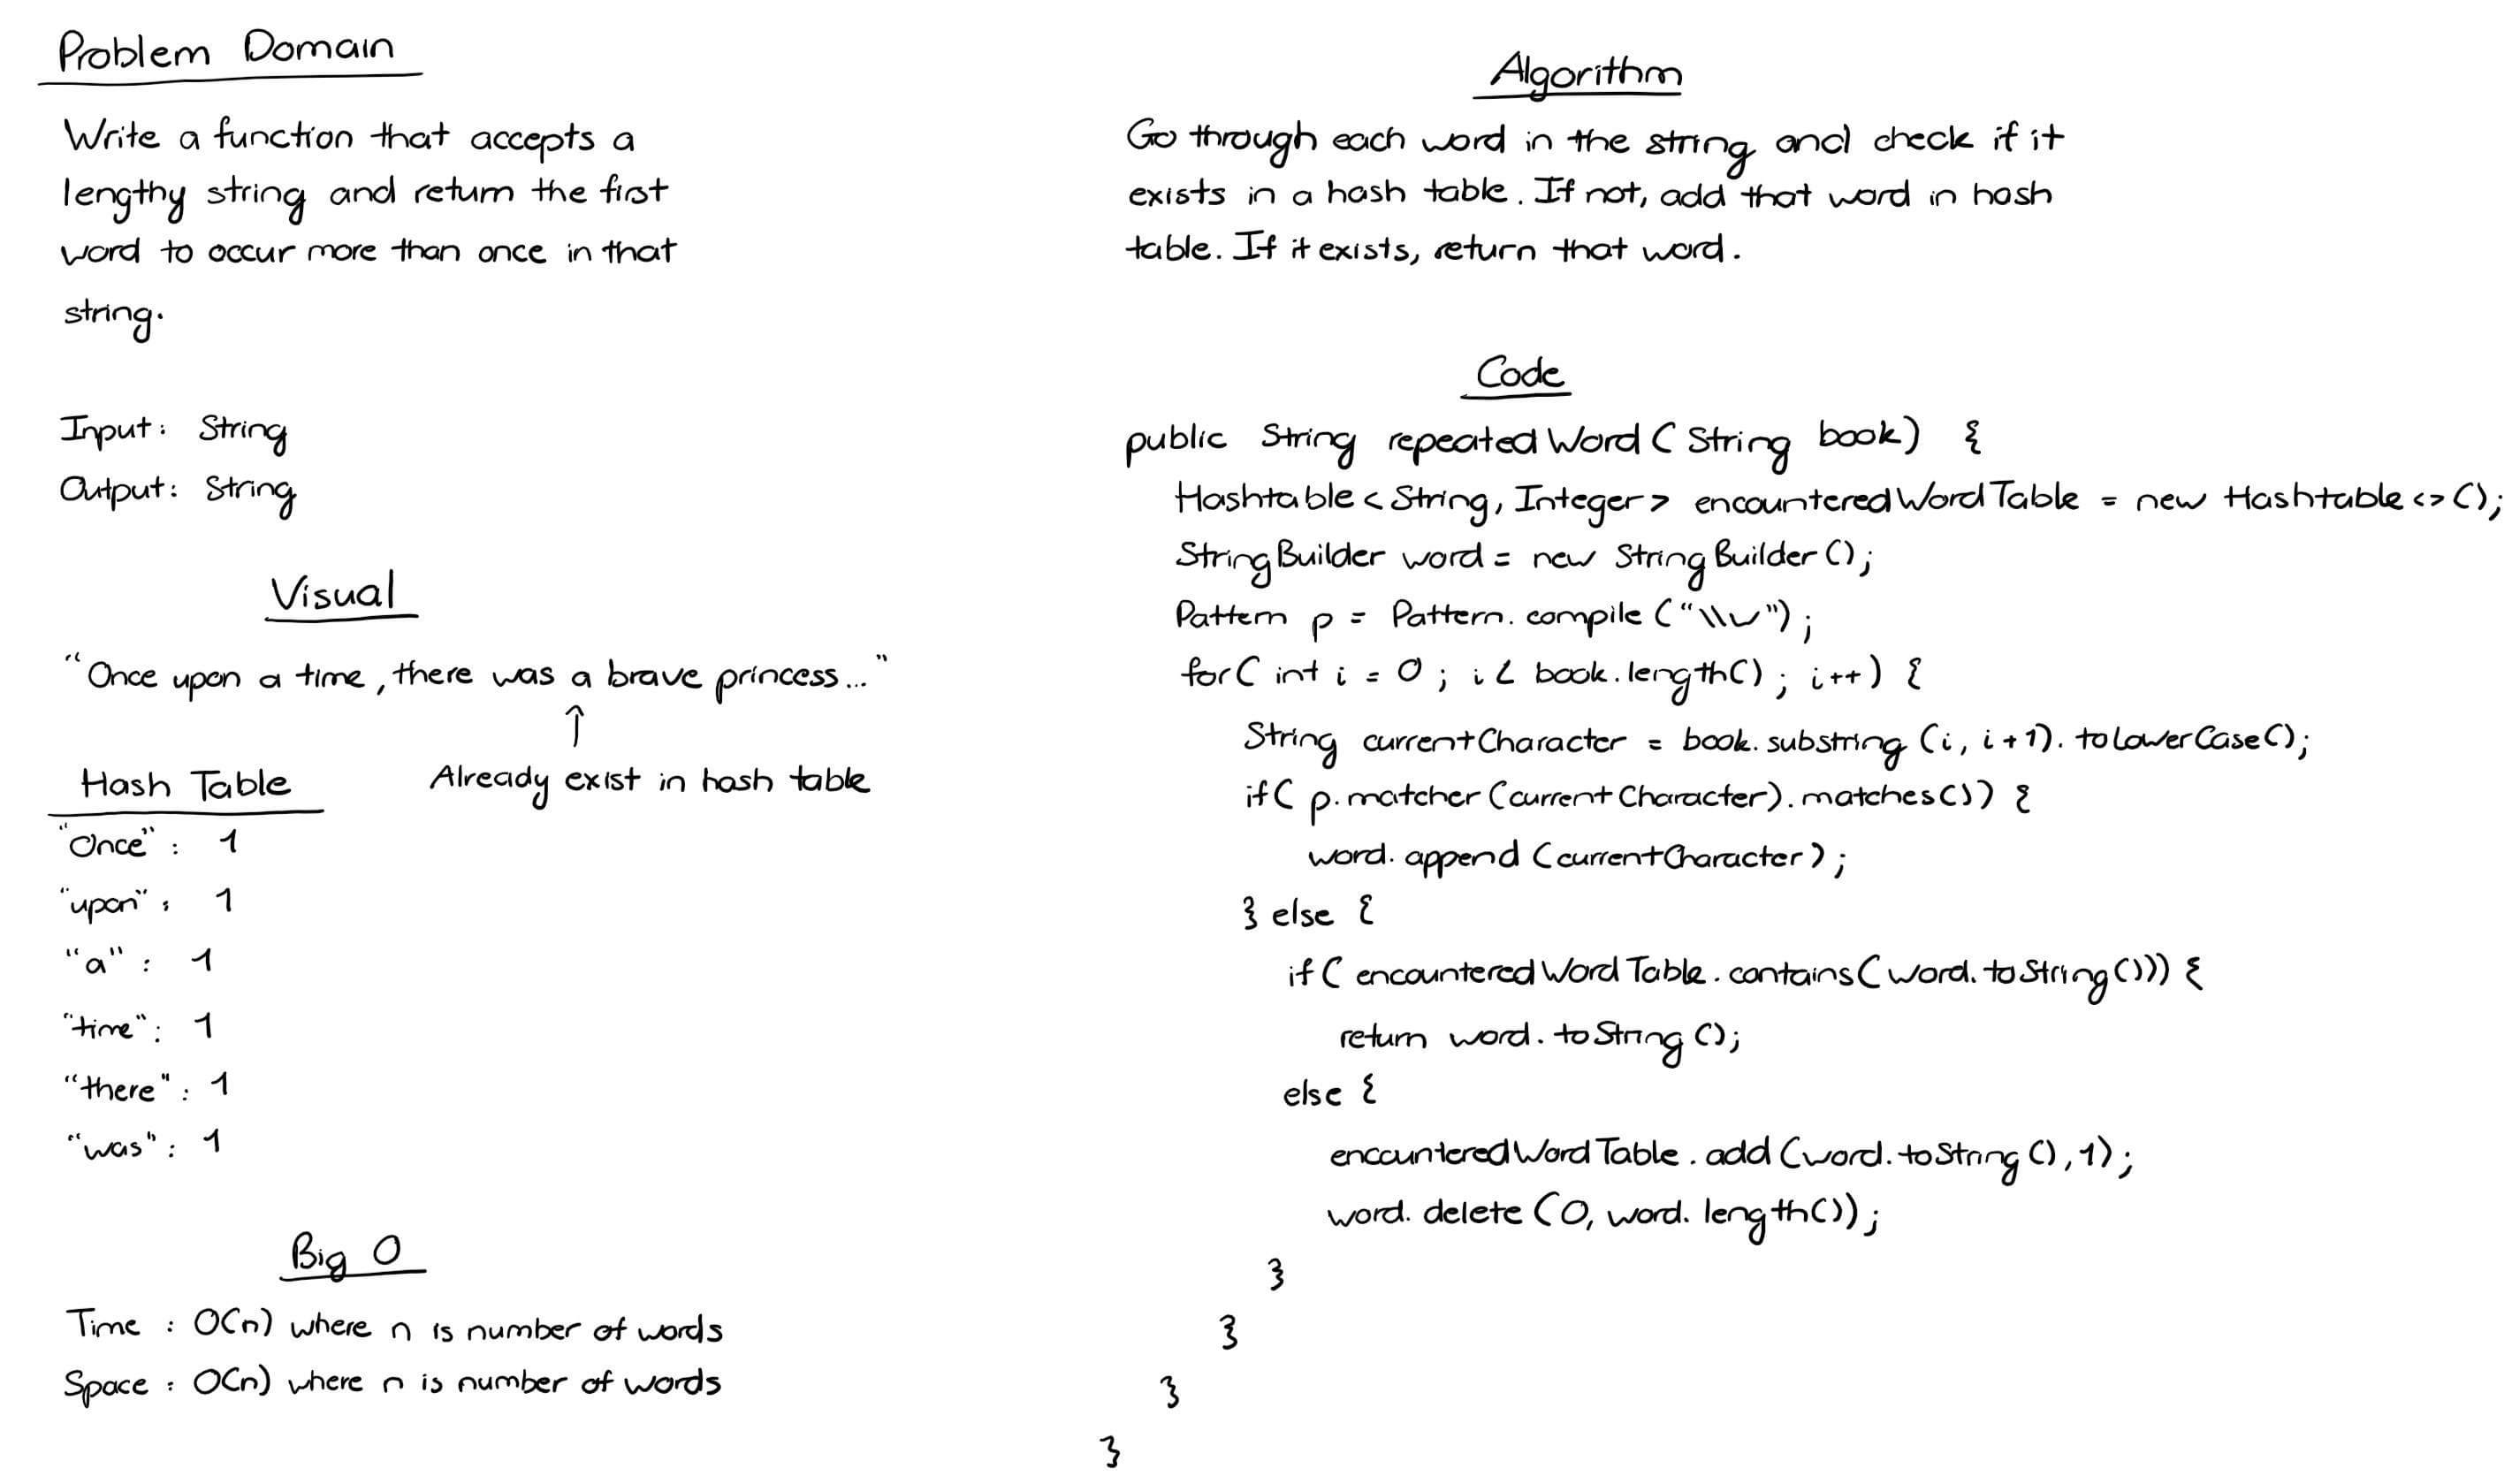 Problem Domain
Write a function that accepts a
lengthy string and return the first
word to occur more than once in that
string.
Input: String
Output: String
Visual
"Once upon a time, there was a brave princess..."
↑
Already exist in hash table
Hash Table
"Once": 1
"upon": 1
"a": 1
"time": 1
"there": 1
"was": 1
Big O
Time : O(n) where n is number of words
Space : O(n) where n is number of words
Algorithm
Go through each word in the string and check if it
exists in a hash table. If not, add that word in hash
table. If it exists, return that word.
Code
public String repeatedWord(String book) {
Hashtable<String, Integer> encounteredWordTable = new Hashtable<>();
StringBuilder word = new StringBuilder();
Pattern p = Pattern.compile("\\w");
for(int i = 0; i < book.length(); i++) {
String currentCharacter = book.substring(i, i+1).toLowerCase();
if(p.matcher(currentCharacter).matches()) {
word.append(currentCharacter);
} else {
if(encounteredWordTable.contains(word.toString())) {
return word.toString();
else {
encounteredWordTable.add(word.toString(), 1);
word.delete(0, word.length());
}
}
}
}